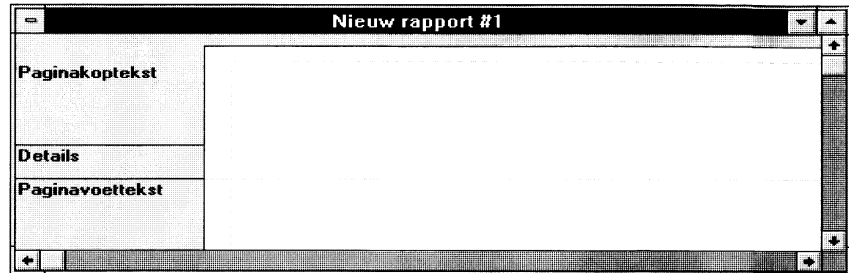 Nieuw rapport #1
Paginakoptekst
Details
Paginavoettekst